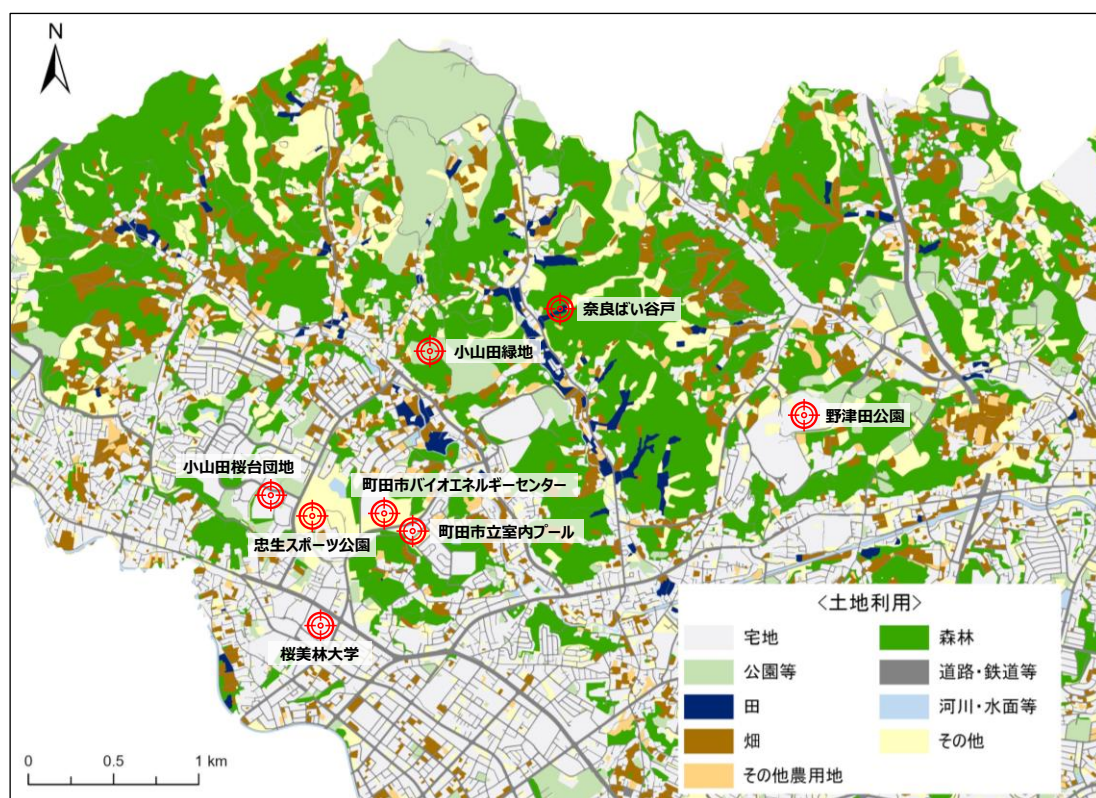 N
奈良ばい谷戸
小山田緑地
野津田公園
小山田桜台団地
町田市バイオエネルギーセンター
忠生スポーツ公園
町田市立室内プール
桜美林大学
<土地利用>
宅地
森林
公園等
道路・鉄道等
田
河川・水面等
畑
その他
その他農用地
0 0.5 1 km